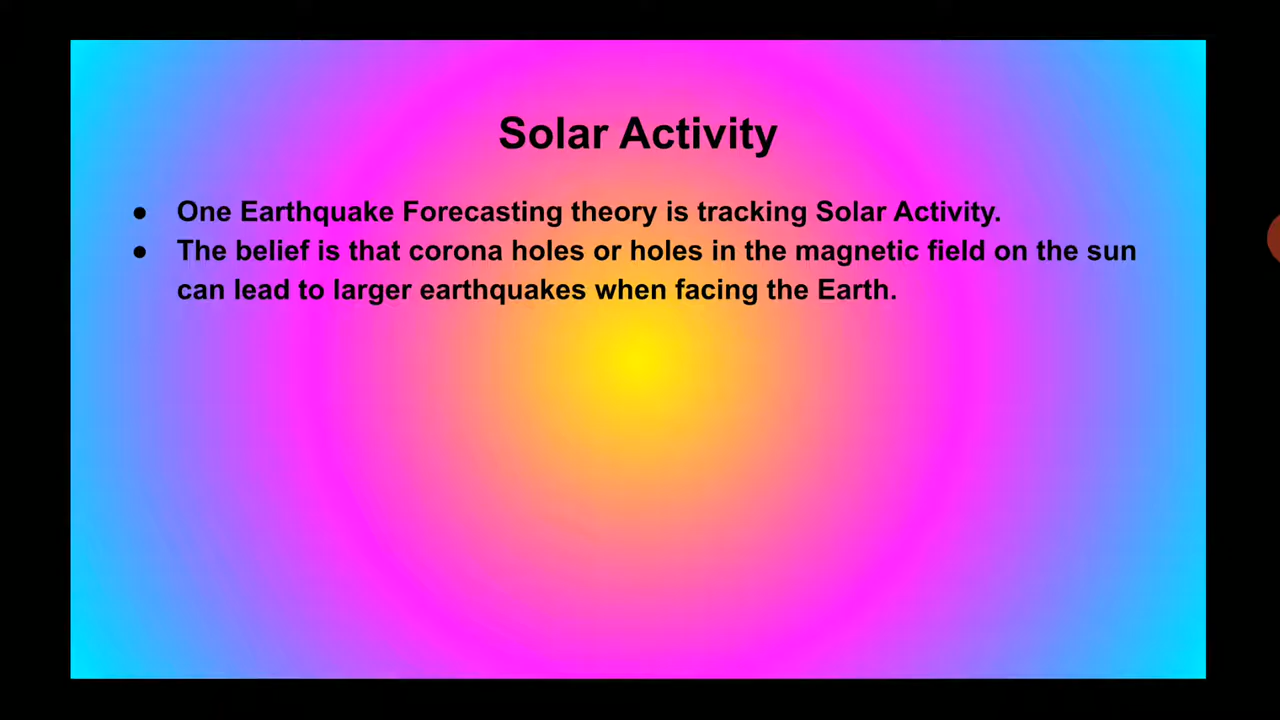 Solar Activity
● One Earthquake Forecasting theory is tracking Solar Activity.
● The belief is that corona holes or holes in the magnetic field on the sun
can lead to larger earthquakes when facing the Earth.